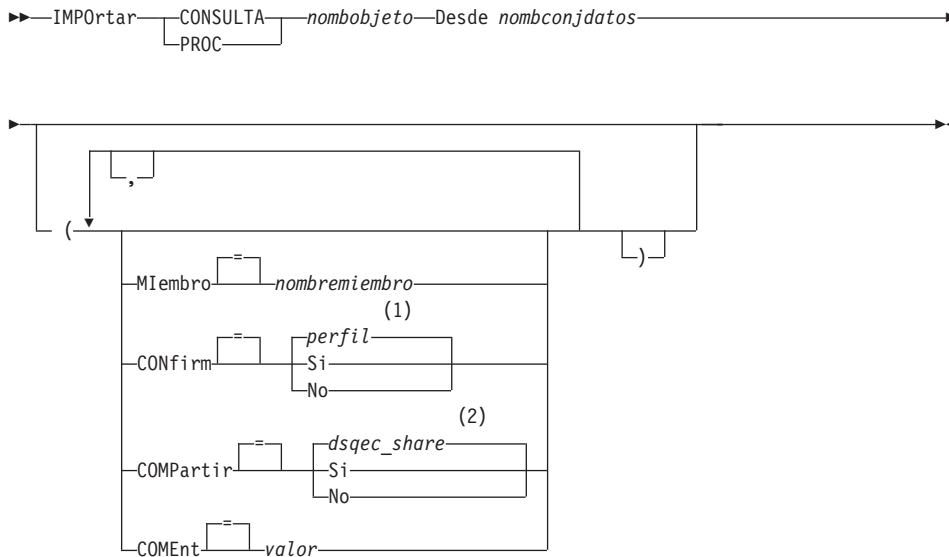 IMPOrtar CONSULTA nombobjeto Desde nombconjdatos
PROC
,
(
)
MIembro = nombremiembro
(1)
CONfirm = perfil
Si
No
(2)
COMPartir = dsqec_share
Si
No
COMEnt = valor